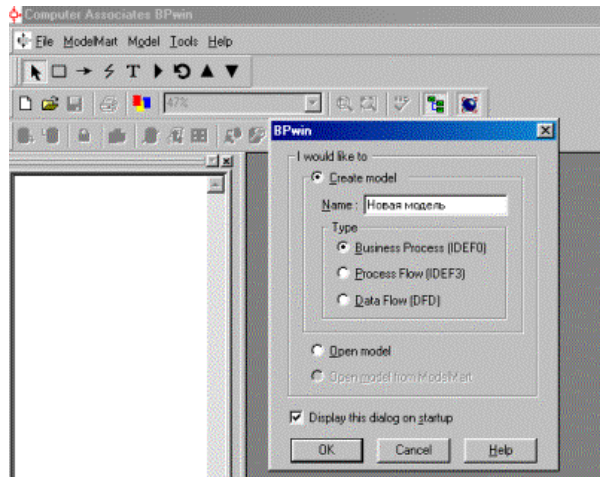 Computer Associates BPwin
File ModelMart Model Tools Help
T
47%
BPwin
I would like to
Create model
Name : Новая модель
Type
Business Process (IDEF0)
Process Flow (IDEF3)
Data Flow (DFD)
Open model
Open model from ModelMart
Display this dialog on startup
OK Cancel Help